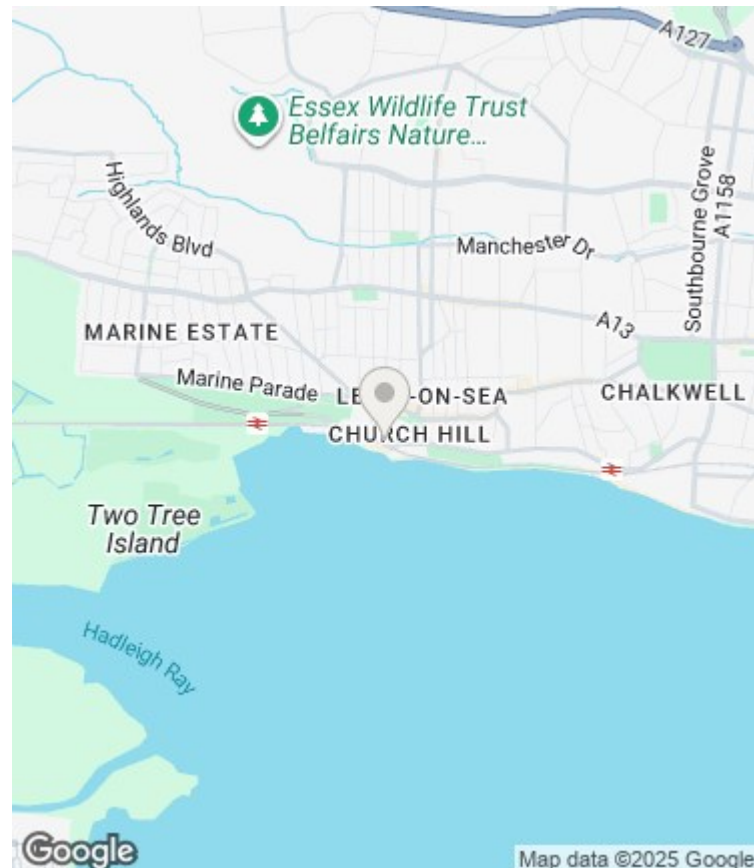 A127
Essex Wildlife Trust
Belfairs Nature...
Highlands Blvd
Southbourne Grove
A1158
Manchester Dr
A13
MARINE ESTATE
Marine Parade
ON-SEA
CHALKWELL
CHURCH HILL
Two Tree
Island
Hadleigh Ray
Google
Map data ©2025 Google